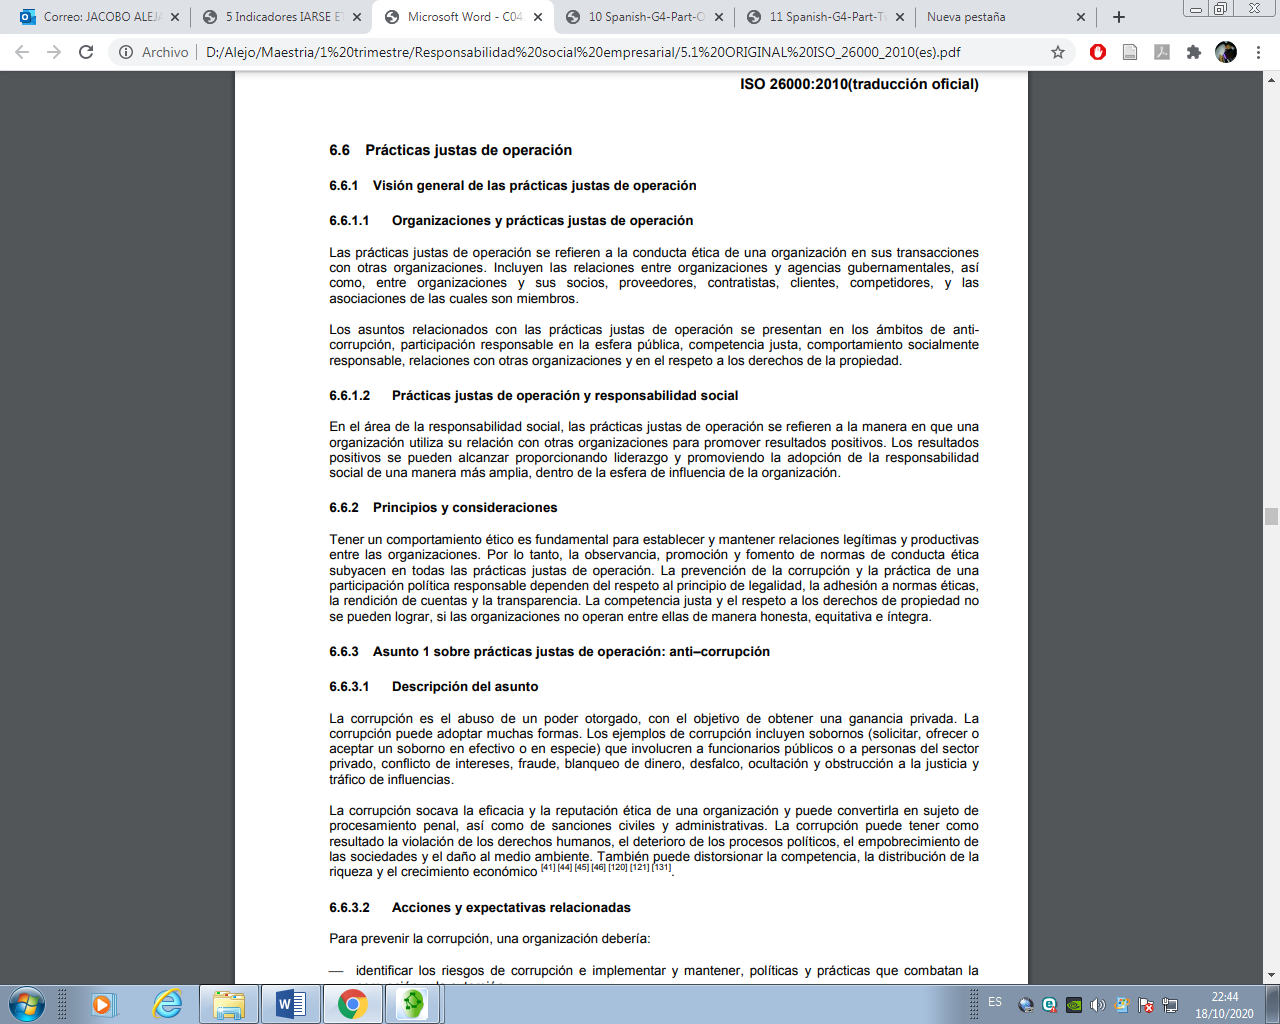 Correo: JACOBO ALEJA
5 Indicadores IARSE ET
Microsoft Word - C04
10 Spanish-G4-Part-O
11 Spanish-G4-Part-Tw
Nueva pestaña
Archivo
D:/Alejo/Maestria/1%20trimestre/Responsabilidad%20social%20empresarial/5.1%20ORIGINAL%20ISO_26000_2010(es).pdf
ISO 26000:2010(traducción oficial)
6.6 Prácticas justas de operación
6.6.1 Visión general de las prácticas justas de operación
6.6.1.1 Organizaciones y prácticas justas de operación
Las prácticas justas de operación se refieren a la conducta ética de una organización en sus transacciones
con otras organizaciones. Incluyen las relaciones entre organizaciones y agencias gubernamentales, así
como, entre organizaciones y sus socios, proveedores, contratistas, clientes, competidores, y las
asociaciones de las cuales son miembros.
Los asuntos relacionados con las prácticas justas de operación se presentan en los ámbitos de anti-
corrupción, participación responsable en la esfera pública, competencia justa, comportamiento socialmente
responsable, relaciones con otras organizaciones y en el respeto a los derechos de la propiedad.
6.6.1.2 Prácticas justas de operación y responsabilidad social
En el área de la responsabilidad social, las prácticas justas de operación se refieren a la manera en que una
organización utiliza su relación con otras organizaciones para promover resultados positivos. Los resultados
positivos se pueden alcanzar proporcionando liderazgo y promoviendo la adopción de la responsabilidad
social de una manera más amplia, dentro de la esfera de influencia de la organización.
6.6.2 Principios y consideraciones
Tener un comportamiento ético es fundamental para establecer y mantener relaciones legítimas y productivas
entre las organizaciones. Por lo tanto, la observancia, promoción y fomento de normas de conducta ética
subyacen en todas las prácticas justas de operación. La prevención de la corrupción y la práctica de una
participación política responsable dependen del respeto al principio de legalidad, la adhesión a normas éticas,
la rendición de cuentas y la transparencia. La competencia justa y el respeto a los derechos de propiedad no
se pueden lograr, si las organizaciones no operan entre ellas de manera honesta, equitativa e íntegra.
6.6.3 Asunto 1 sobre prácticas justas de operación: anti–corrupción
6.6.3.1 Descripción del asunto
La corrupción es el abuso de un poder otorgado, con el objetivo de obtener una ganancia privada. La
corrupción puede adoptar muchas formas. Los ejemplos de corrupción incluyen sobornos (solicitar, ofrecer o
aceptar un soborno en efectivo o en especie) que involucren a funcionarios públicos o a personas del sector
privado, conflicto de intereses, fraude, blanqueo de dinero, desfalco, ocultación y obstrucción a la justicia y
tráfico de influencias.
La corrupción socava la eficacia y la reputación ética de una organización y puede convertirla en sujeto de
procesamiento penal, así como de sanciones civiles y administrativas. La corrupción puede tener como
resultado la violación de los derechos humanos, el deterioro de los procesos políticos, el empobrecimiento de
las sociedades y el daño al medio ambiente. También puede distorsionar la competencia, la distribución de la
riqueza y el crecimiento económico [41] [44] [45] [46] [120] [121] [131].
6.6.3.2 Acciones y expectativas relacionadas
Para prevenir la corrupción, una organización debería:
— identificar los riesgos de corrupción e implementar y mantener, políticas y prácticas que combatan la
ES
22:44
18/10/2020